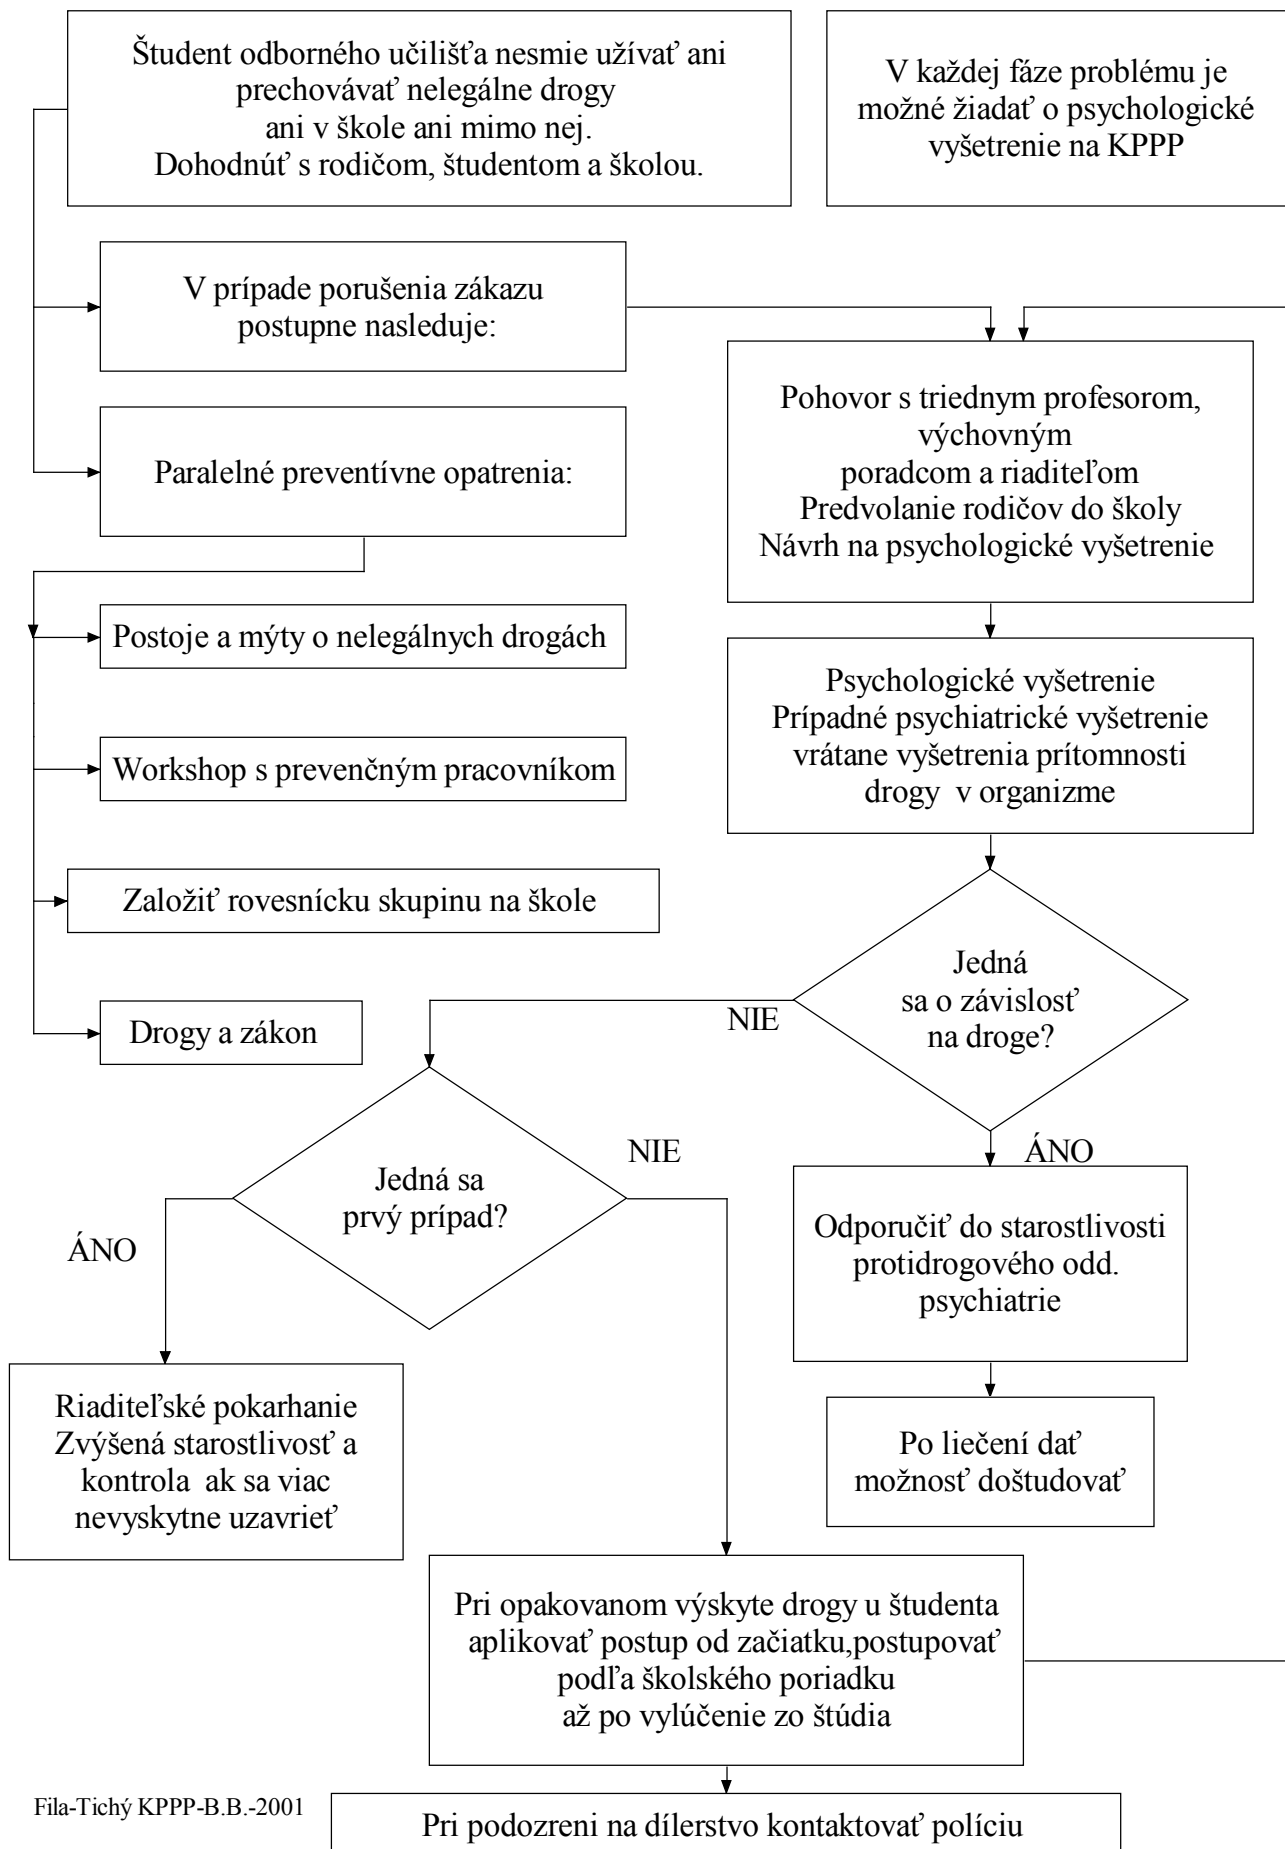 Študent odborného učilišťa nesmie užívať ani
prechovávať nelegálne drogy
ani v škole ani mimo nej.
Dohodnúť s rodičom, študentom a školou.
V každej fáze problému je
možné žiadať o psychologické
vyšetrenie na KPPP
V prípade porušenia zákazu
postupne nasleduje:
Pohovor s triednym profesorom,
výchovným
poradcom a riaditeľom
Predvolanie rodičov do školy
Návrh na psychologické vyšetrenie
Paralelné preventívne opatrenia:
Postoje a mýty o nelegálnych drogách
Psychologické vyšetrenie
Prípadné psychiatrické vyšetrenie
vrátane vyšetrenia prítomnosti
drogy v organizme
Workshop s prevenčným pracovníkom
Založiť rovesnícku skupinu na škole
Drogy a zákon
Jedná
sa o závislosť
na droge?
NIE
ÁNO
Jedná sa
prvý prípad?
NIE
ÁNO
Odporučiť do starostlivosti
protidrogového odd.
psychiatrie
Riaditeľské pokarhanie
Zvýšená starostlivosť a
kontrola ak sa viac
nevyskytne uzavrieť
Po liečení dať
možnosť doštudovať
Pri opakovanom výskyte drogy u študenta
aplikovať postup od začiatku,postupovať
podľa školského poriadku
až po vylúčenie zo štúdia
Fila-Tichý KPPP-B.B.-2001
Pri podozreni na dílerstvo kontaktovať políciu